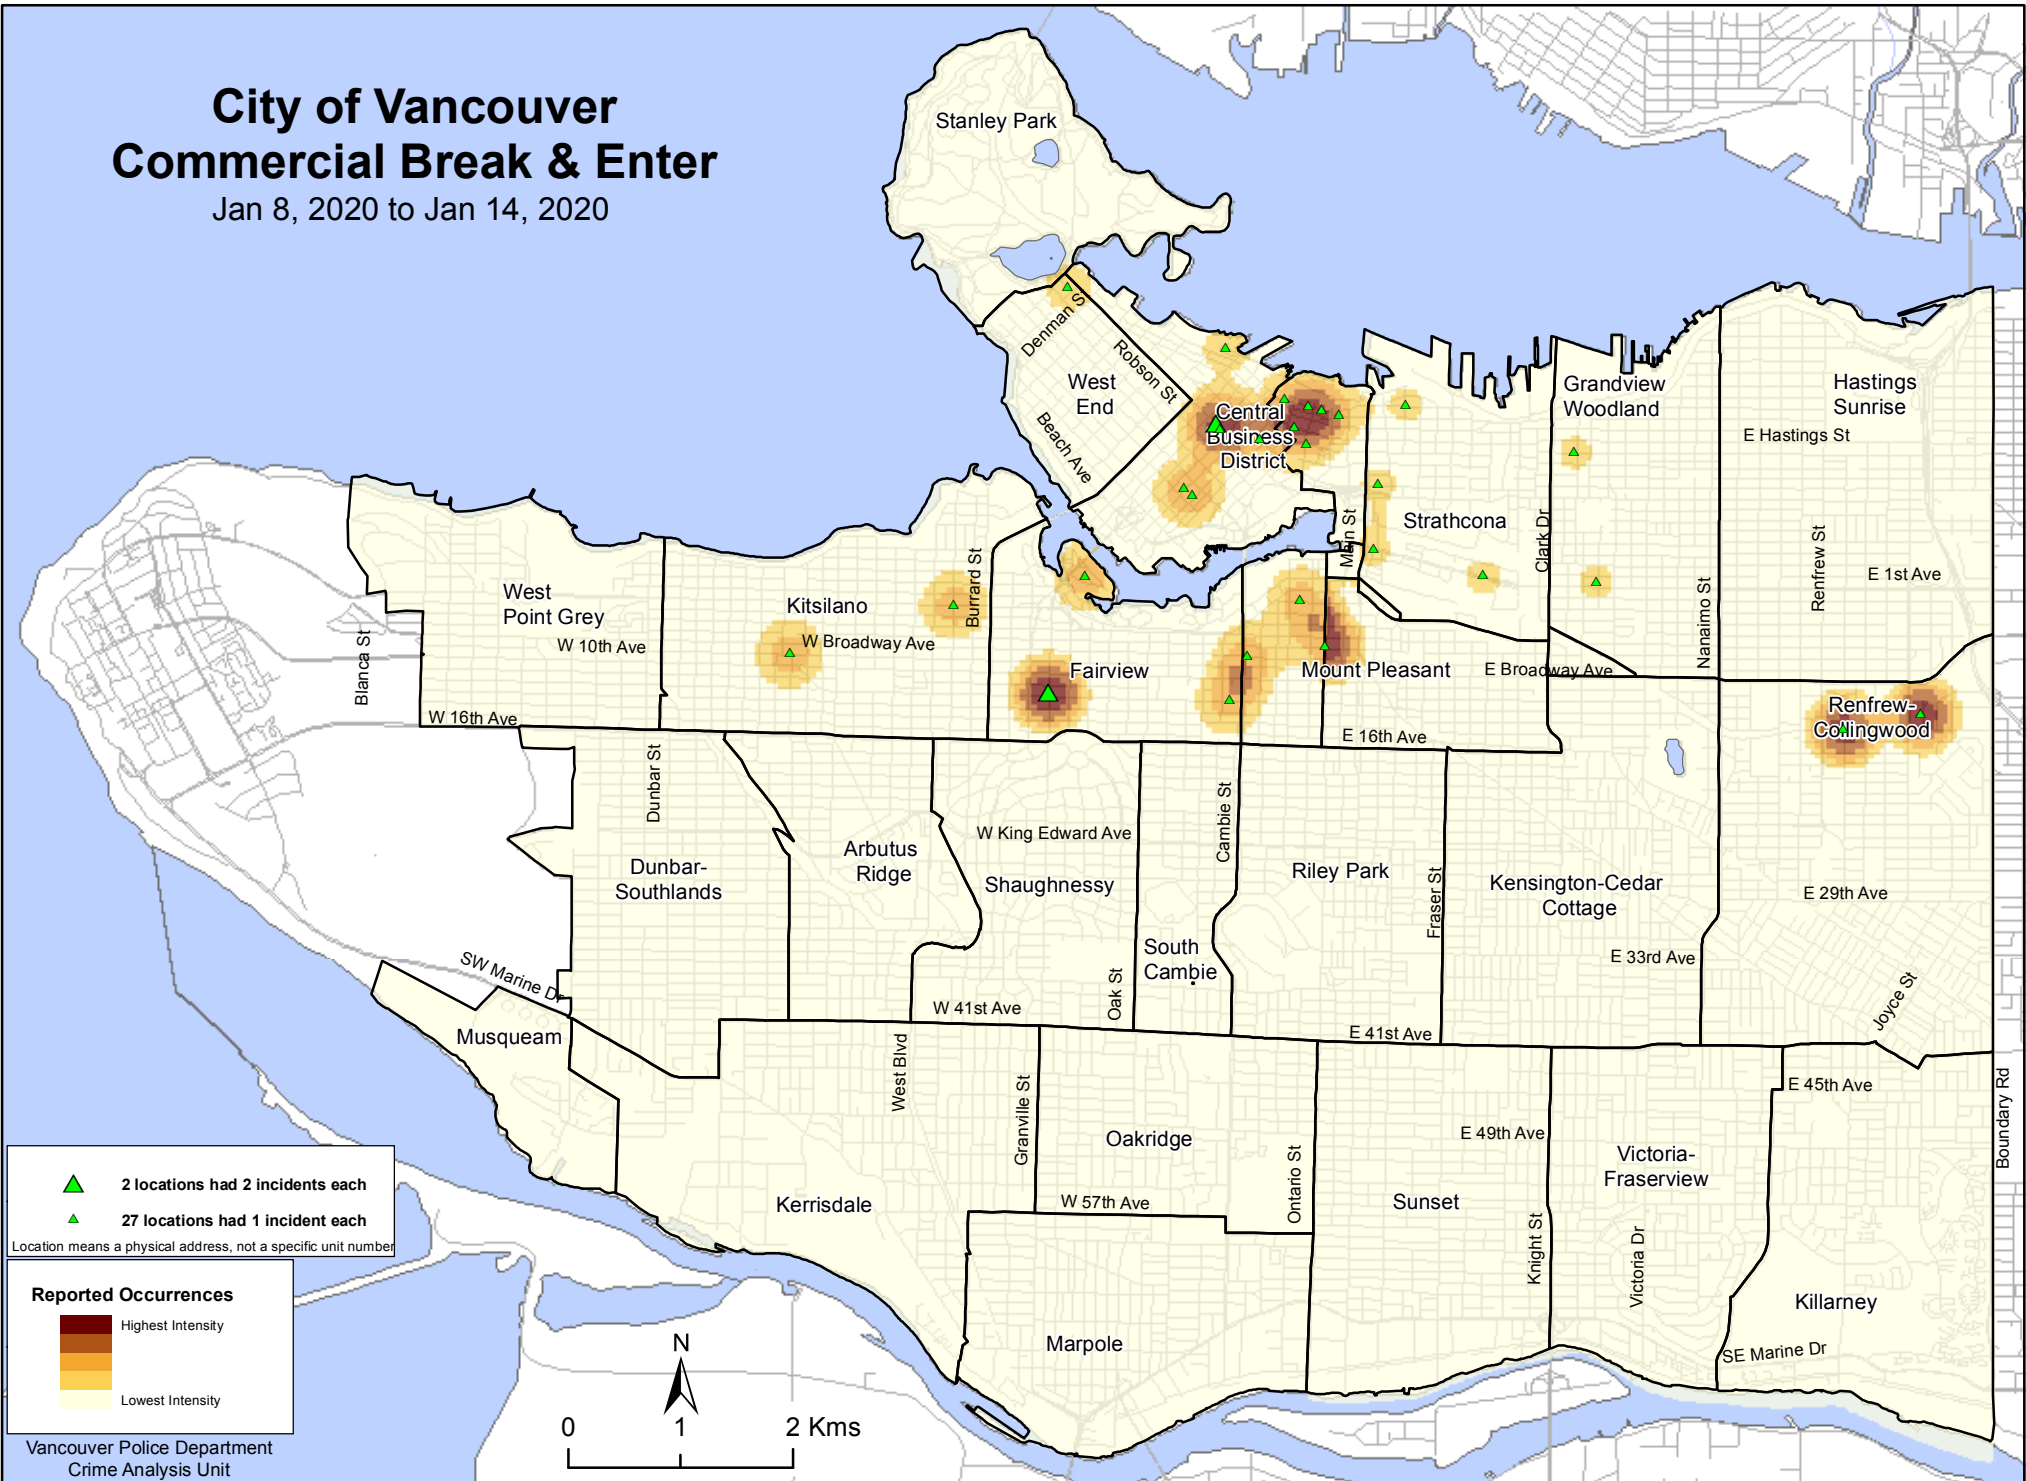 City of Vancouver
Commercial Break & Enter
Jan 8, 2020 to Jan 14, 2020
Stanley Park
Denman S
Robson St
West
End
Beach Ave
Central
Business
District
Grandview
Woodland
Hastings
Sunrise
E Hastings St
Strathcona
Main St
Clark Dr
Nanaimo St
Renfrew St
E 1st Ave
West
Point Grey
W 10th Ave
Blanca St
W 16th Ave
Kitsilano
W Broadway Ave
Burrard St
Fairview
Mount Pleasant
E Broadway Ave
E 16th Ave
Renfrew-
Collingwood
Dunbar St
Dunbar-
Southlands
Arbutus
Ridge
W King Edward Ave
Shaughnessy
Cambie St
South
Cambie
Oak St
W 41st Ave
Riley Park
Fraser St
Kensington-Cedar
Cottage
E 29th Ave
E 33rd Ave
Joyce St
E 41st Ave
SW Marine Dr
Musqueam
West Blvd
Granville St
Kerrisdale
Oakridge
W 57th Ave
Ontario St
E 49th Ave
Sunset
Knight St
Victoria-
Fraserview
Victoria Dr
E 45th Ave
Boundary Rd
Killarney
SE Marine Dr
Marpole
2 locations had 2 incidents each
27 locations had 1 incident each
Location means a physical address, not a specific unit number
Reported Occurrences
Highest Intensity
Lowest Intensity
Vancouver Police Department
Crime Analysis Unit
N
0 1 2 Kms